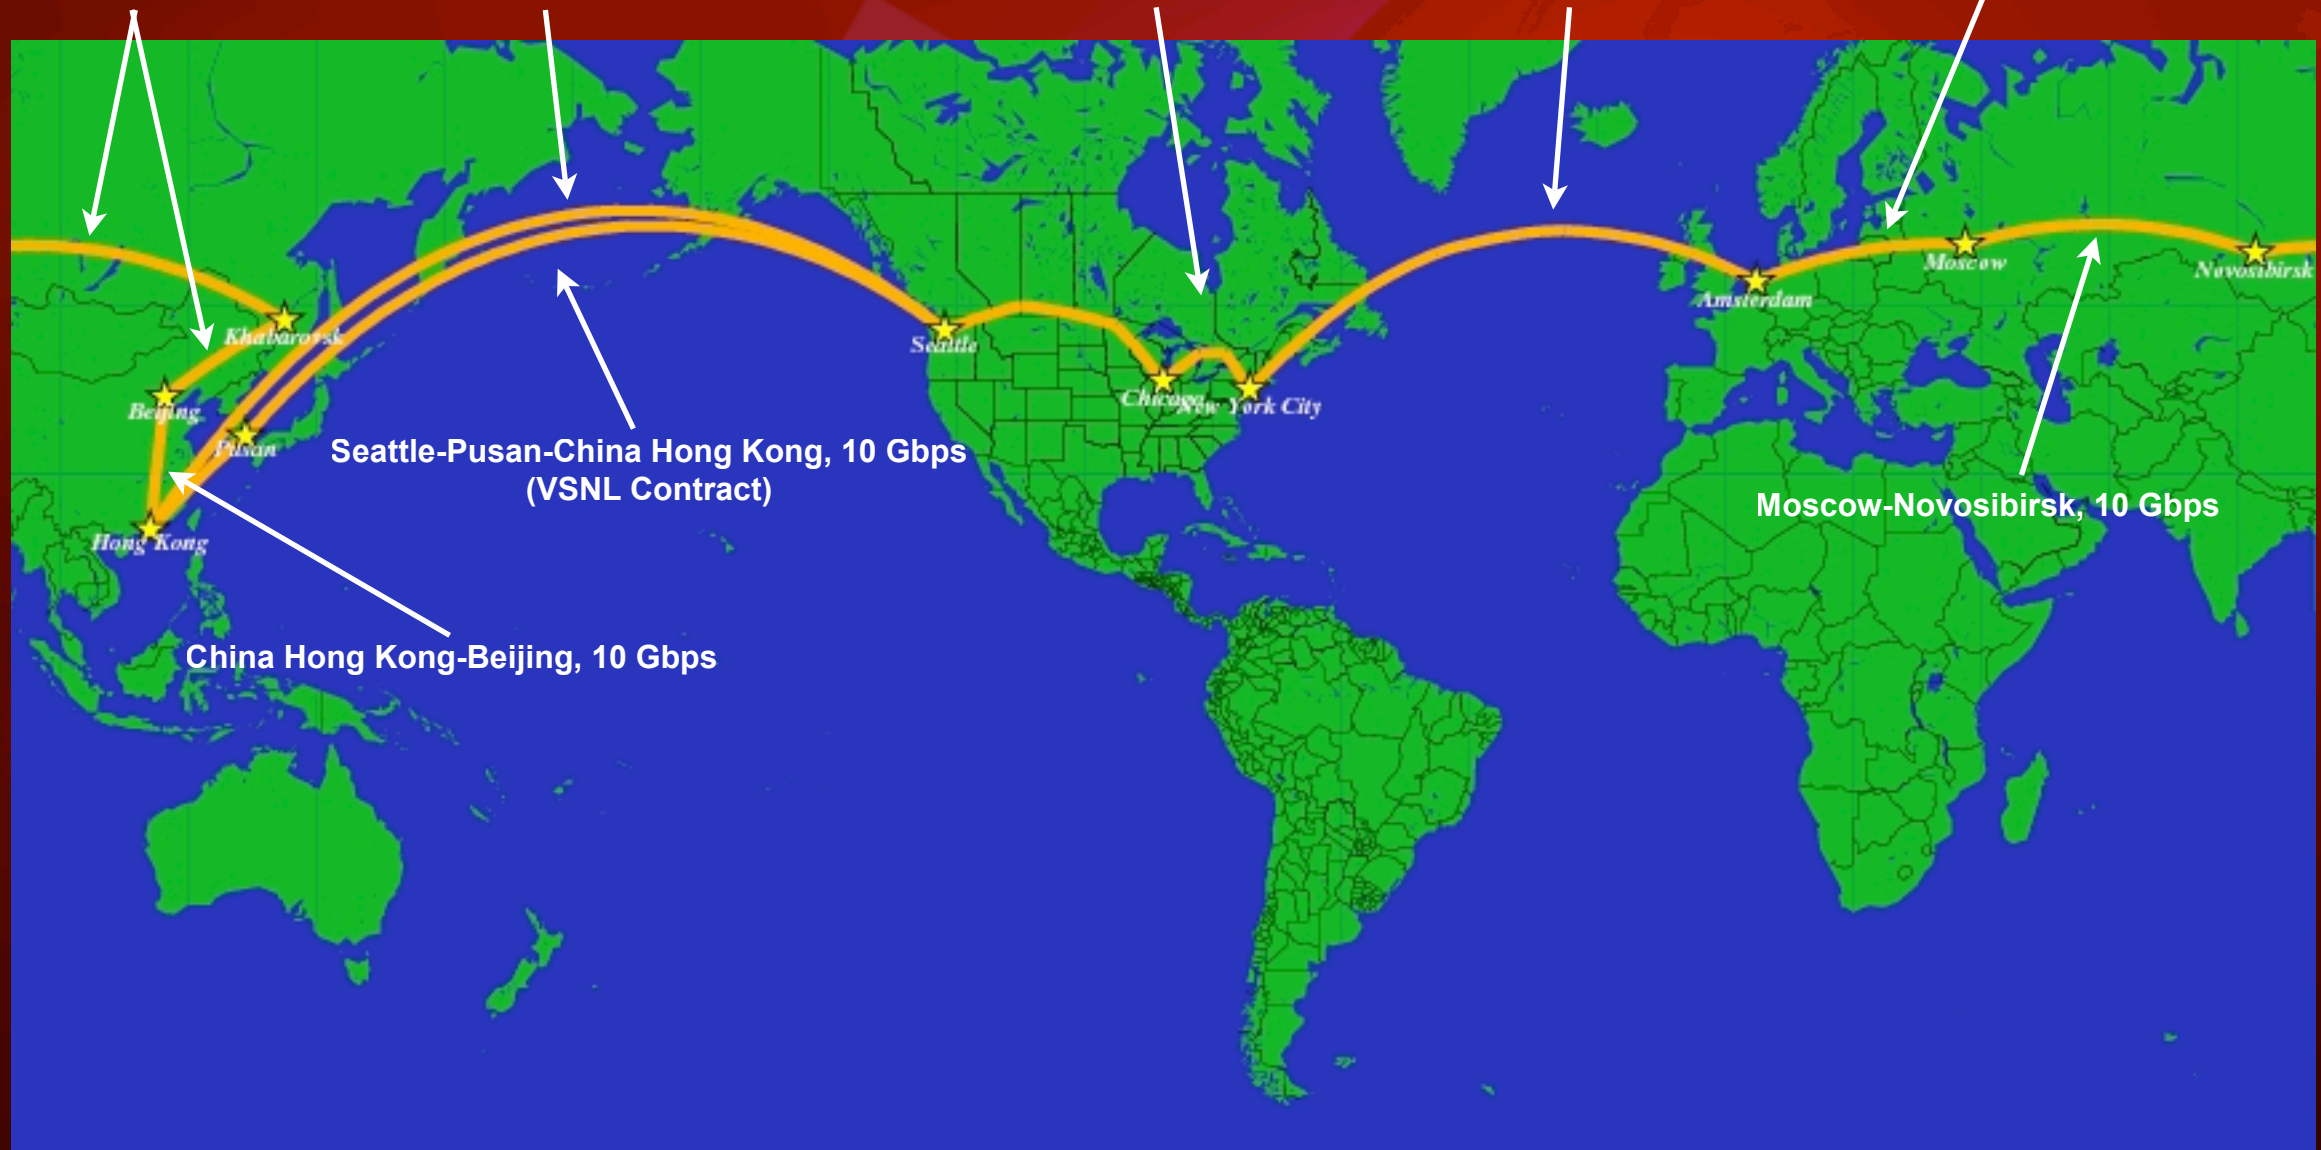 Moscow
Novosibirsk
Amsterdam
Khabarovsk
Seattle
Chicago
New York City
Beijing
Pusan
Seattle-Pusan-China Hong Kong, 10 Gbps
(VSNL Contract)
Moscow-Novosibirsk, 10 Gbps
Hong Kong
China Hong Kong-Beijing, 10 Gbps